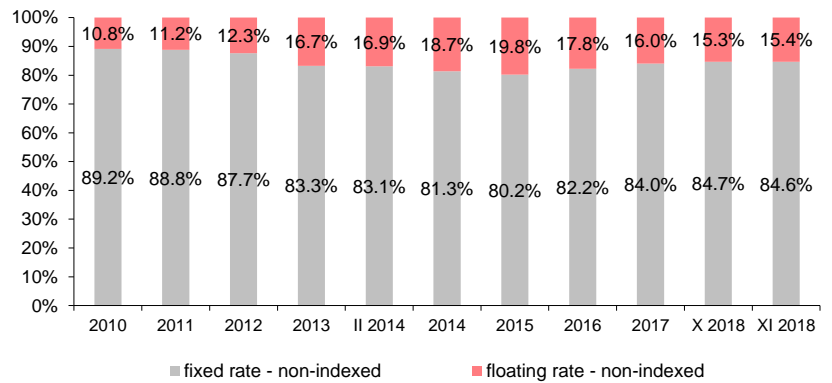 100%
90%
80%
70%
60%
50%
40%
30%
20%
10%
0%
10.8% 11.2% 12.3% 16.7% 16.9% 18.7% 19.8% 17.8% 16.0% 15.3% 15.4%
89.2% 88.8% 87.7% 83.3% 83.1% 81.3% 80.2% 82.2% 84.0% 84.7% 84.6%
2010 2011 2012 2013 II 2014 2014 2015 2016 2017 X 2018 XI 2018
fixed rate - non-indexed floating rate - non-indexed